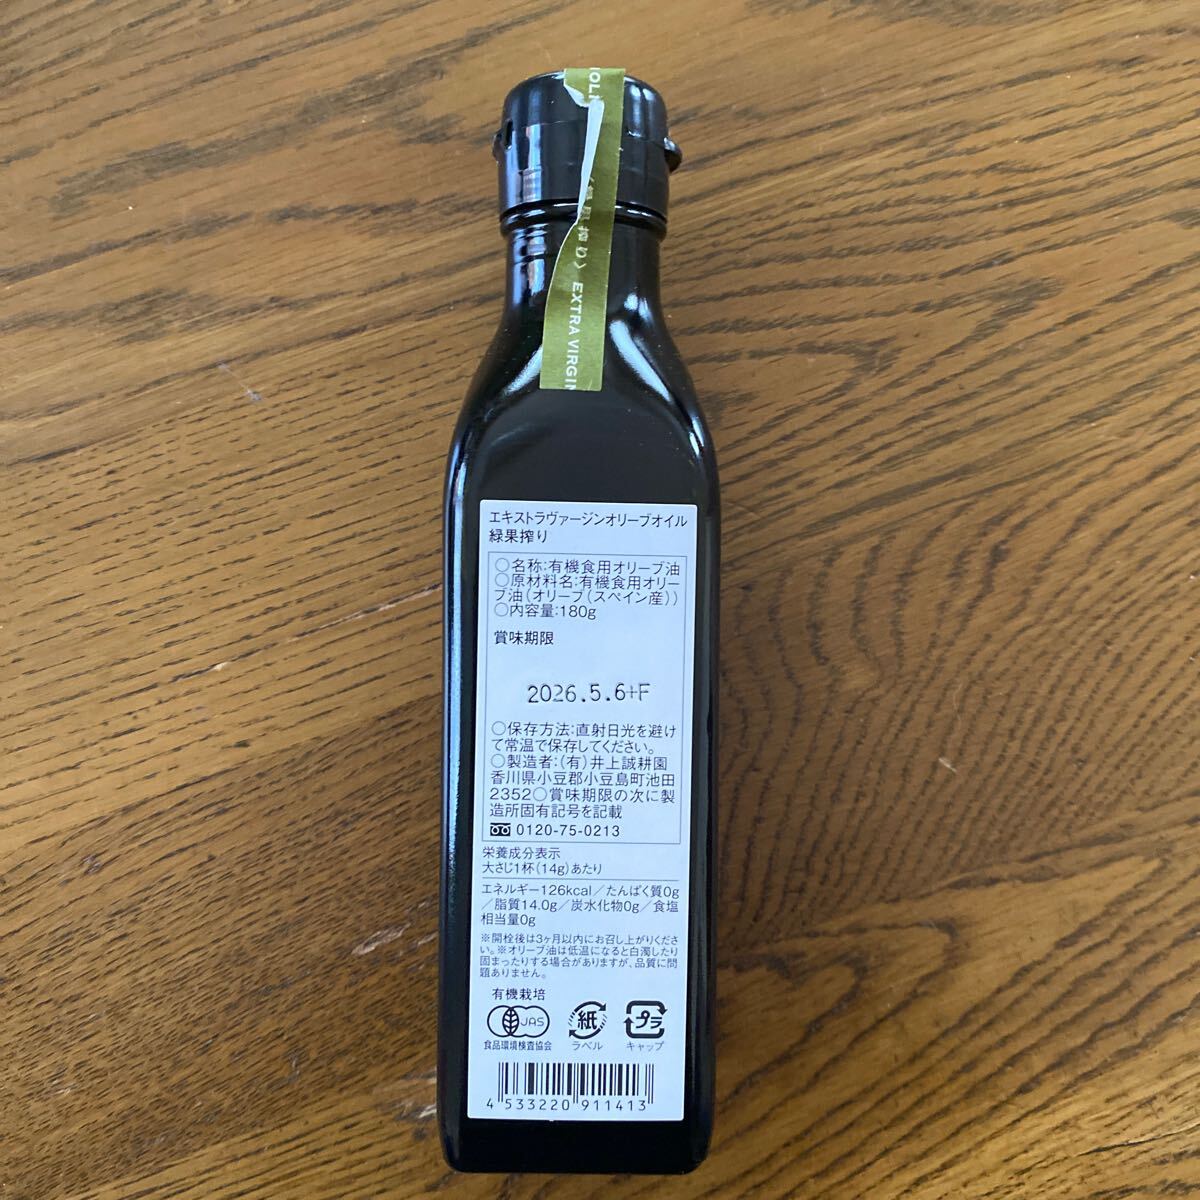 OLI
緑果搾り〉 EXTRA VIRGIN
エキストラヴァージンオリーブオイル
緑果搾り
○名称:有機食用オリーブ油
○原材料名:有機食用オリー
ブ油(オリーブ(スペイン産))
○内容量:180g
賞味期限
2026.5.6+F
○保存方法:直射日光を避け
て常温で保存してください。
○製造者:(有)井上誠耕園
香川県小豆郡小豆島町池田
2352○賞味期限の次に製
造所固有記号を記載
0120-75-0213
栄養成分表示
大さじ1杯(14g)あたり
エネルギー126kcal/たんぱく質0g
/脂質14.0g/炭水化物0g/食塩
相当量0g
※開栓後は3ヶ月以内にお召し上がりくださ
い。※オリーブ油は低温になると白濁したり
固まったりする場合がありますが、品質に問
題ありません。
有機栽培
JAS 紙 プラ
食品環境検査協会 ラベル キャップ
4 533220 911413